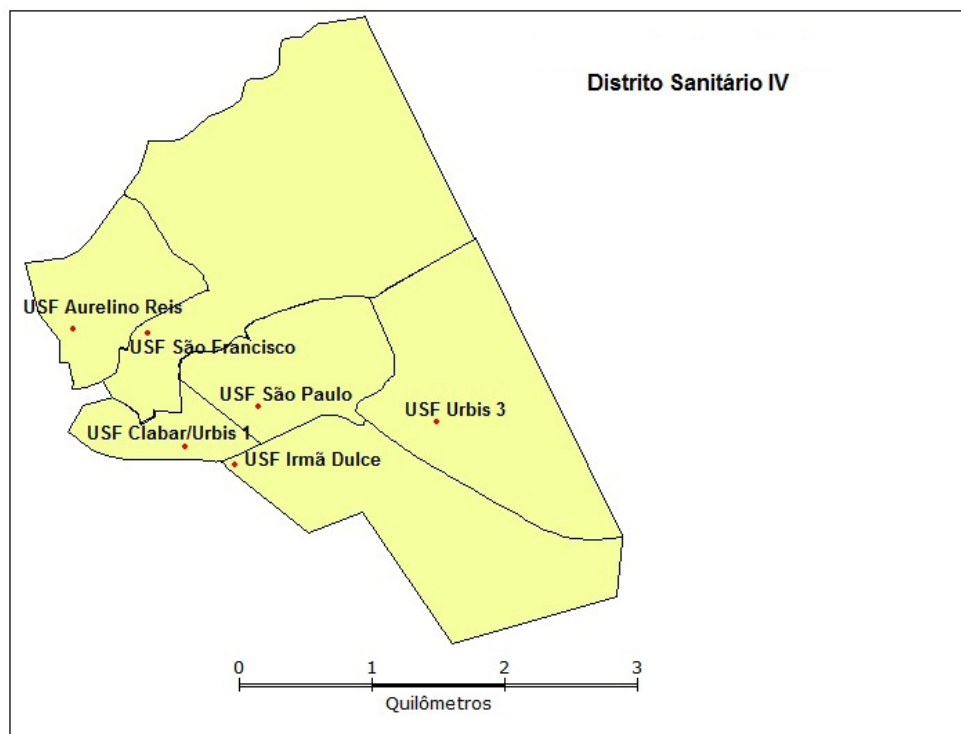 Distrito Sanitário IV
USF Aurelino Reis
USF São Francisco
USF São Paulo
USF Urbis 3
USF Clabar/Urbis 1
USF Irmã Dulce
0 1 2 3
Quilômetros